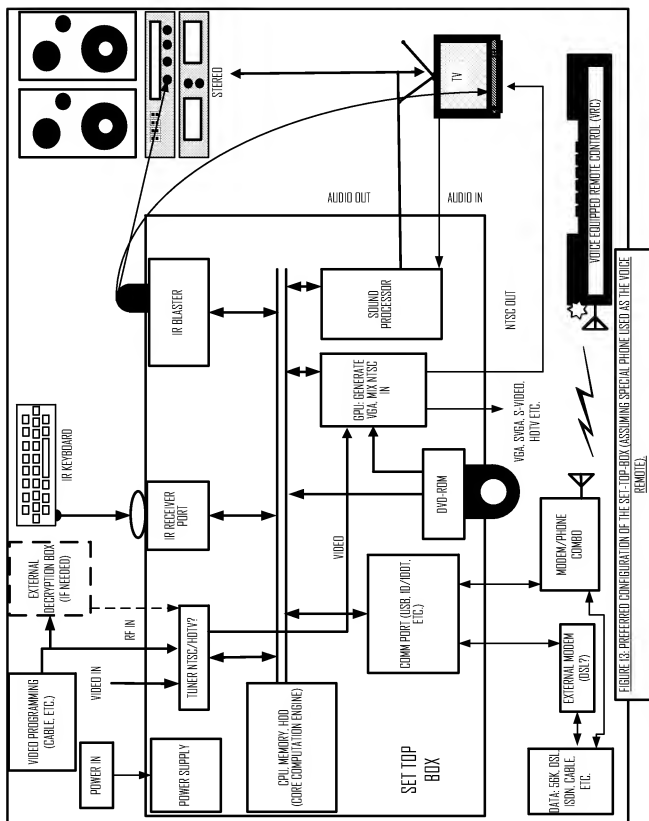 VIDEO PROGRAMMING
(CABLE, ETC.)
EXTERNAL
DECRYPTION BOX
(IF NEEDED)
IR KEYBOARD
STEREO
POWER IN
VIDEO IN
RF IN
POWER SUPPLY
TUNER NTSC/HDTV?
IR RECEIVER
PORT
IR BLASTER
TV
AUDIO OUT
AUDIO IN
CPU, MEMORY, HDD
(CORE COMPUTATION ENGINE)
VIDEO
GPU: GENERATE
VGA, MIX NTSC
IN
SOUND
PROCESSOR
NTSC OUT
SET TOP
BOX
COMM PORT (USB, IO/IOOT,
ETC.)
DVD-ROM
VGA, SVGA, S-VIDEO,
HDTV ETC.
DATA: 56K, DSL,
ISDN, CABLE,
ETC.
EXTERNAL MODEM
(DSL?)
MODEM/PHONE
COMBO
VOICE EQUIPPED REMOTE CONTROL (VRC)
FIGURE 13: PREFERRED CONFIGURATION OF THE SET-TOP-BOX (ASSUMING SPECIAL PHONE USED AS THE VOICE
REMOTE).